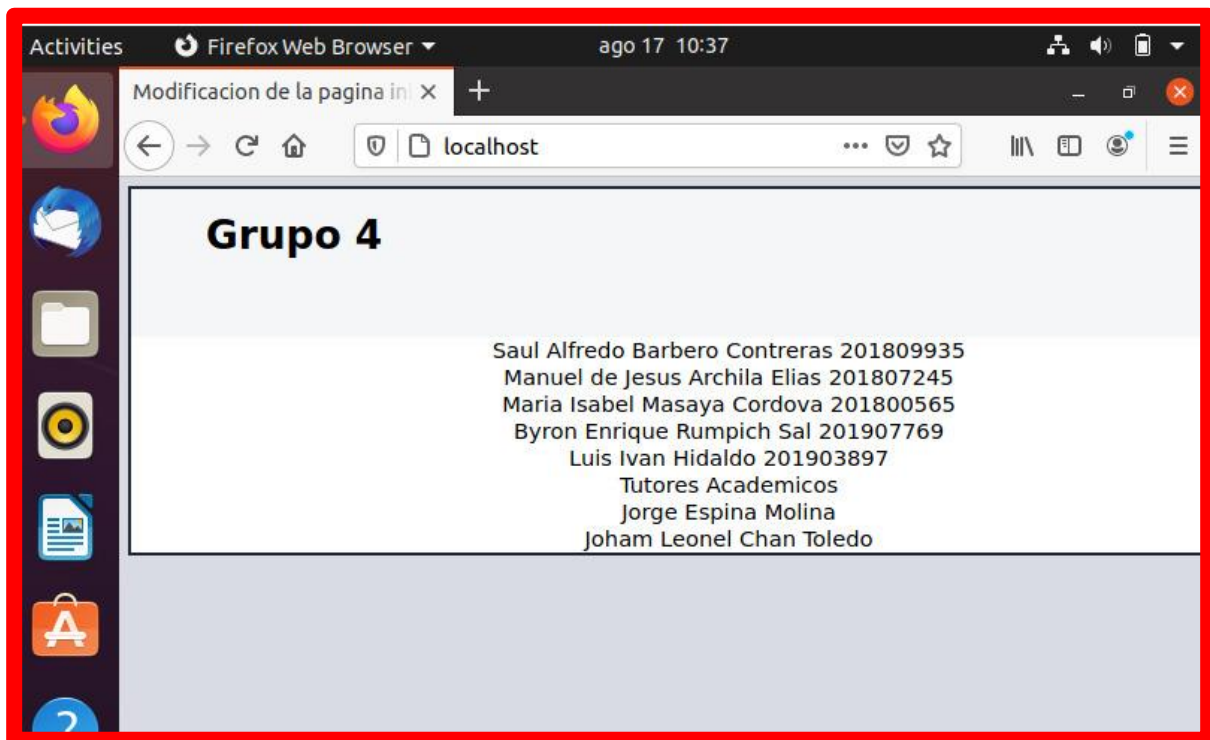 Activities Firefox Web Browser ago 17 10:37
Modificacion de la pagina in
localhost
Grupo 4
Saul Alfredo Barbero Contreras 201809935
Manuel de Jesus Archila Elias 201807245
Maria Isabel Masaya Cordova 201800565
Byron Enrique Rumpich Sal 201907769
Luis Ivan Hidaldo 201903897
Tutores Academicos
Jorge Espina Molina
Joham Leonel Chan Toledo